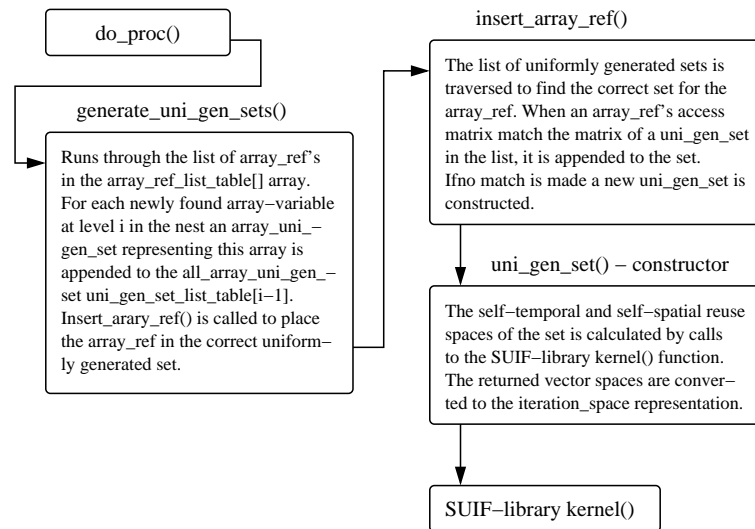 do_proc()
generate_uni_gen_sets()
Runs through the list of array_ref's
in the array_ref_list_table[] array.
For each newly found array−variable
at level i in the nest an array_uni_−
gen_set representing this array is
appended to the all_array_uni_gen_−
set uni_gen_set_list_table[i−1].
Insert_arary_ref() is called to place
the array_ref in the correct uniform−
ly generated set.
insert_array_ref()
The list of uniformly generated sets is
traversed to find the correct set for the
array_ref. When an array_ref's access
matrix match the matrix of a uni_gen_set
in the list, it is appended to the set.
Ifno match is made a new uni_gen_set is
constructed.
uni_gen_set() − constructor
The self−temporal and self−spatial reuse
spaces of the set is calculated by calls
to the SUIF−library kernel() function.
The returned vector spaces are conver−
ted to the iteration_space representation.
SUIF−library kernel()